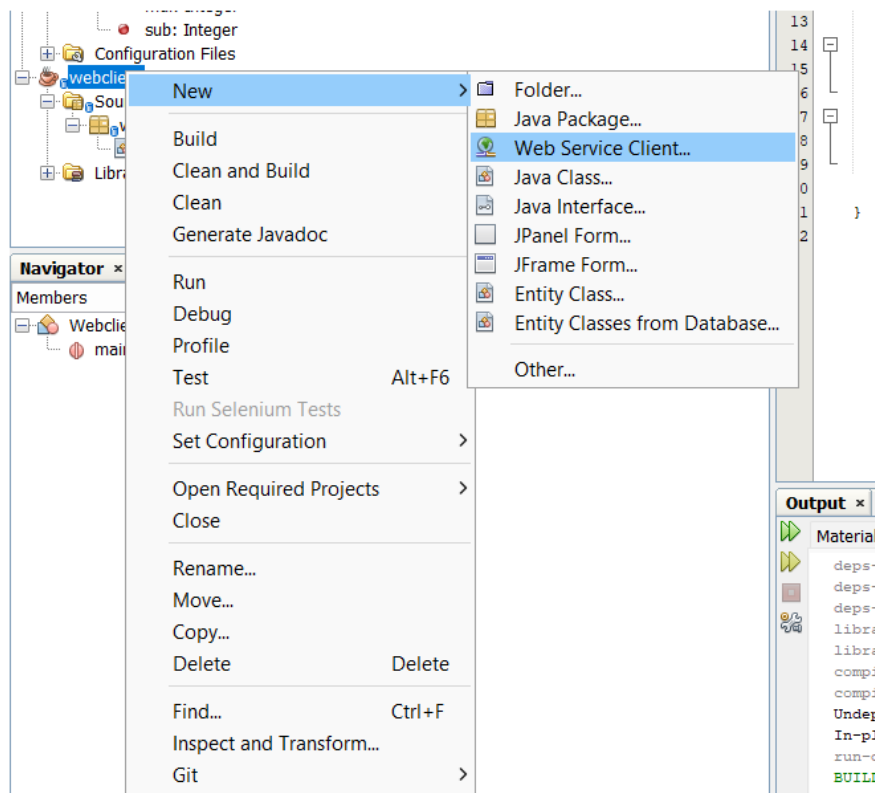 sub: Integer
Configuration Files
webclie
Sou
Libra
Navigator ×
Members
Webclie
mai
New
Build
Clean and Build
Clean
Generate Javadoc
Run
Debug
Profile
Test Alt+F6
Run Selenium Tests
Set Configuration
Open Required Projects
Close
Rename...
Move...
Copy...
Delete Delete
Find... Ctrl+F
Inspect and Transform...
Git
Folder...
Java Package...
Web Service Client...
Java Class...
Java Interface...
JPanel Form...
JFrame Form...
Entity Class...
Entity Classes from Database...
Other...
13
14
15
6
7
8
9
0
1 }
2
Output ×
Material
deps-
deps-
deps-
libra
libra
compi
compi
Undep
In-pl
run-d
BUILD